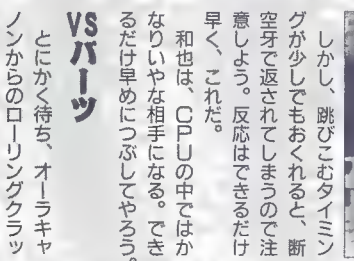 しかし、跳びこむタイミン
グが少しでもおくれると、断
空牙で返されてしまうので注
意しよう。反応はできるだけ
早く、これだ。
和也は、CPUの中ではか
なりいやな相手になる。でき
るだけ早めにつぶしてやろう。
VSパーツ
とにかく待ち、オーラキャ
ノンからのローリングクラッ